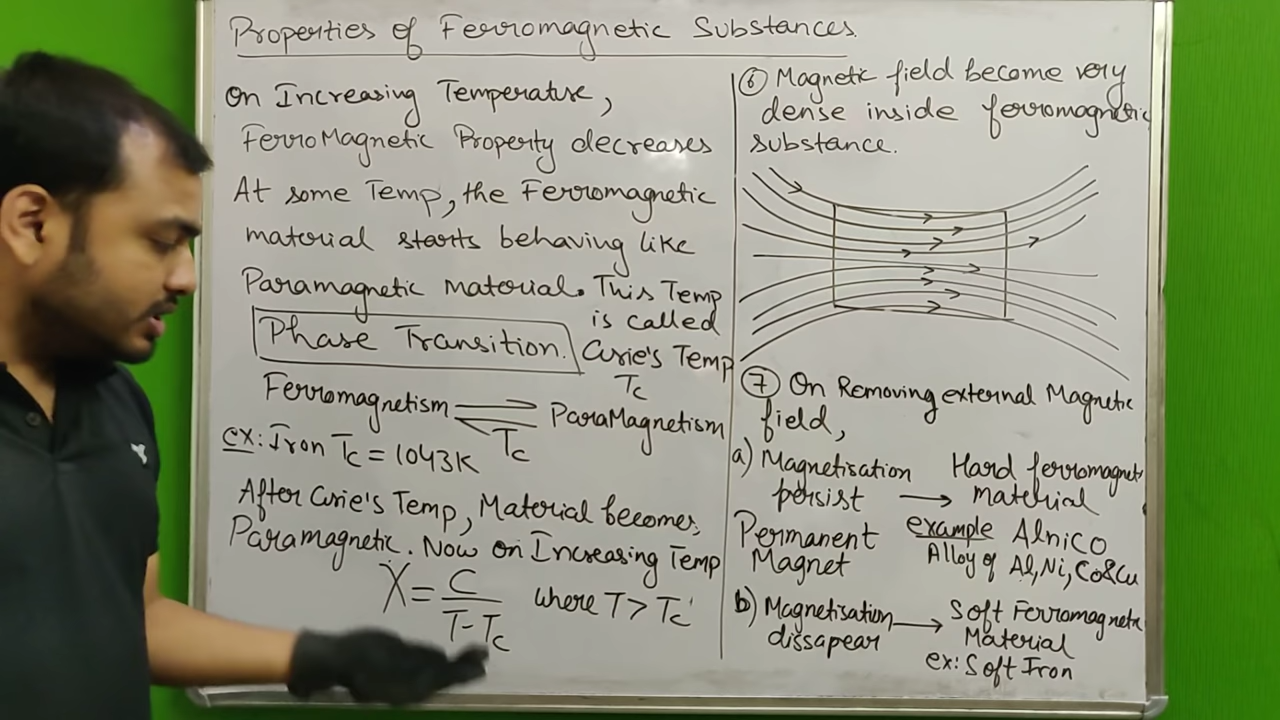 Properties of Ferromagnetic Substances.
On Increasing Temperature,
FerroMagnetic Property decreases
At some Temp, the Ferromagnetic
material starts behaving like
Paramagnetic material. This Temp
is called
Curie's Temp
Tc
Phase Transition.
Ferromagnetism ⇌ ParaMagnetism
Tc
ex: Iron Tc = 1043K
After Curie's Temp, Material becomes
Paramagnetic. Now on Increasing Temp
X = C / T - Tc where T > Tc
⑥ Magnetic field become very
dense inside ferromagnetic
substance.
⑦ On Removing external Magnetic
field,
a) Magnetisation persist → Hard ferromagnet material
Permanent
Magnet
example Alnico
Alloy of Al, Ni, Co & Cu
b) Magnetisation dissapear → Soft Ferromagnetic
Material
ex: Soft Iron